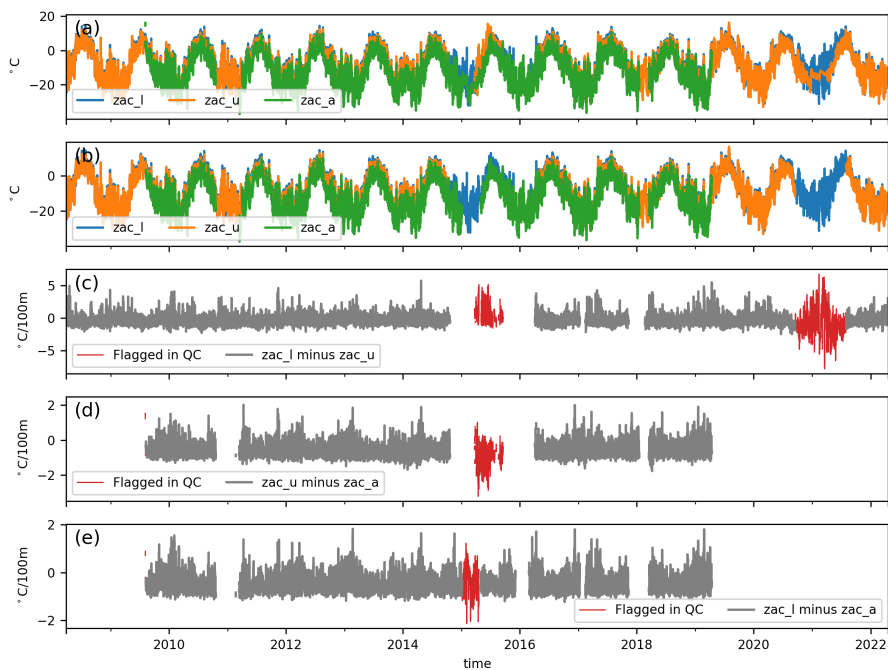 (a)
20
0
−20
°C
zac_l zac_u zac_a
(b)
0
−20
°C
zac_l zac_u zac_a
(c)
5
0
−5
°C/100m
Flagged in QC zac_l minus zac_u
(d)
2
0
−2
°C/100m
Flagged in QC zac_u minus zac_a
(e)
2
0
−2
°C/100m
Flagged in QC zac_l minus zac_a
2010 2012 2014 2016 2018 2020 2022
time